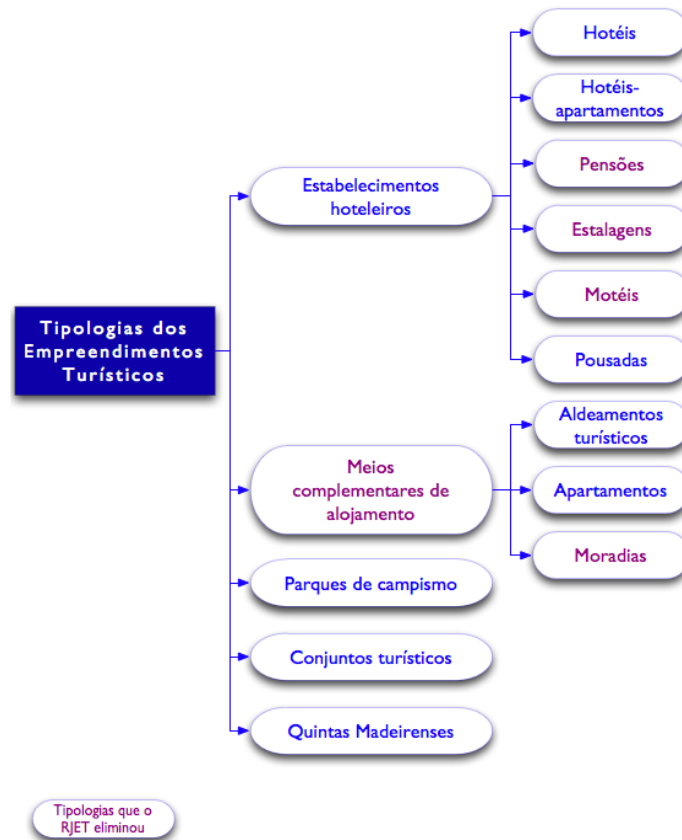 Tipologias dos
Empreendimentos
Turísticos
Estabelecimentos
hoteleiros
Hotéis
Hotéis-
apartamentos
Pensões
Estalagens
Motéis
Pousadas
Meios
complementares de
alojamento
Aldeamentos
turísticos
Apartamentos
Moradias
Parques de campismo
Conjuntos turísticos
Quintas Madeirenses
Tipologias que o
RJET eliminou